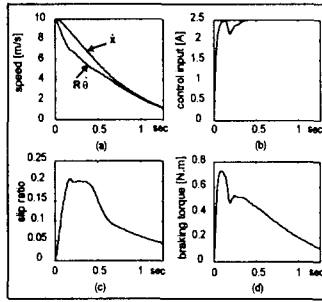 speed [m/s]
10
8
6
4
2
0
ẋ
Rθ̇
0 0.5 1 sec
(a)
control input [A]
2.5
2
1.5
1
0.5
0
0 0.5 1 sec
(b)
slip ratio
0.25
0.2
0.15
0.1
0.05
0
0 0.5 1 sec
(c)
braking torque [N.m]
0.8
0.6
0.4
0.2
0
0 0.5 1 sec
(d)